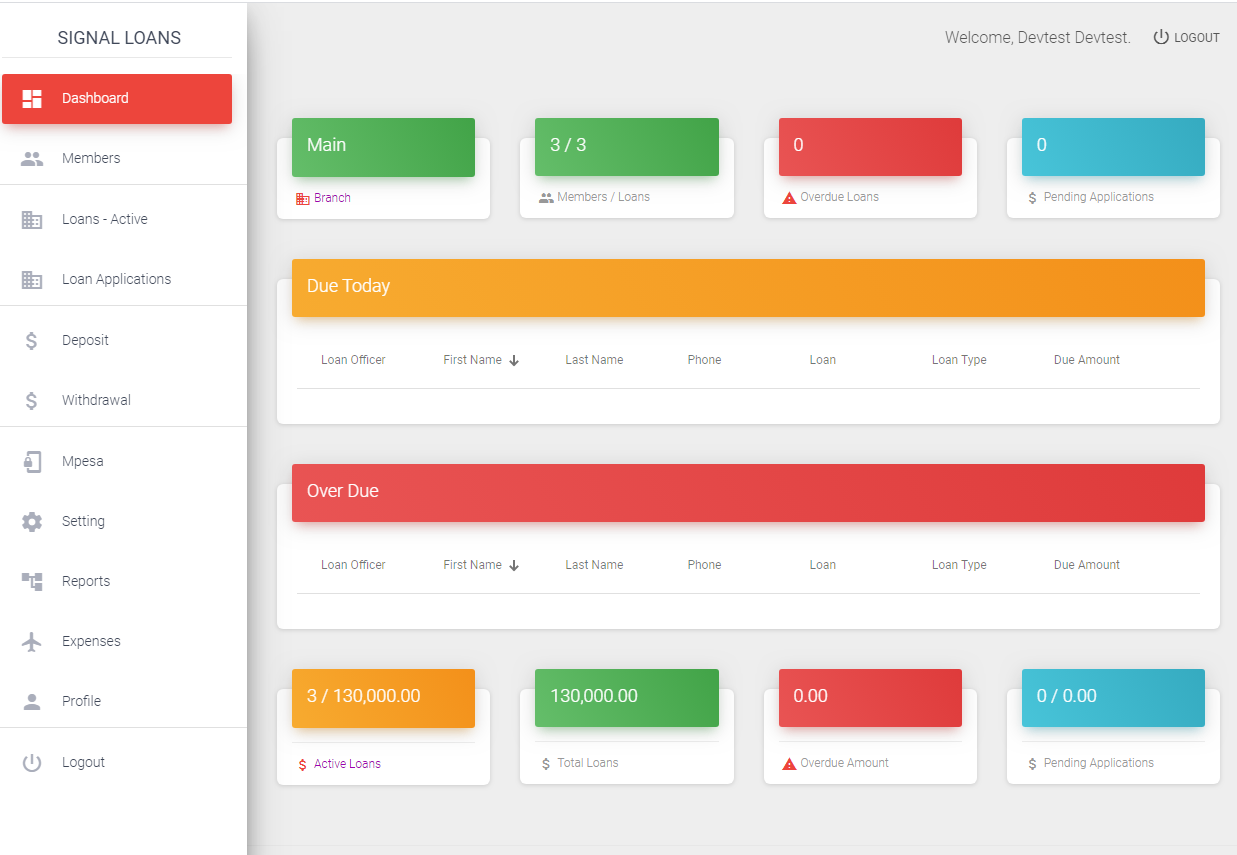 SIGNAL LOANS
Welcome, Devtest Devtest. LOGOUT
Dashboard
Members
Loans - Active
Loan Applications
Deposit
Withdrawal
Mpesa
Setting
Reports
Expenses
Profile
Logout
Main
Branch
3 / 3
Members / Loans
0
Overdue Loans
0
Pending Applications
Due Today
Loan Officer First Name Last Name Phone Loan Loan Type Due Amount
Over Due
Loan Officer First Name Last Name Phone Loan Loan Type Due Amount
3 / 130,000.00
Active Loans
130,000.00
Total Loans
0.00
Overdue Amount
0 / 0.00
Pending Applications